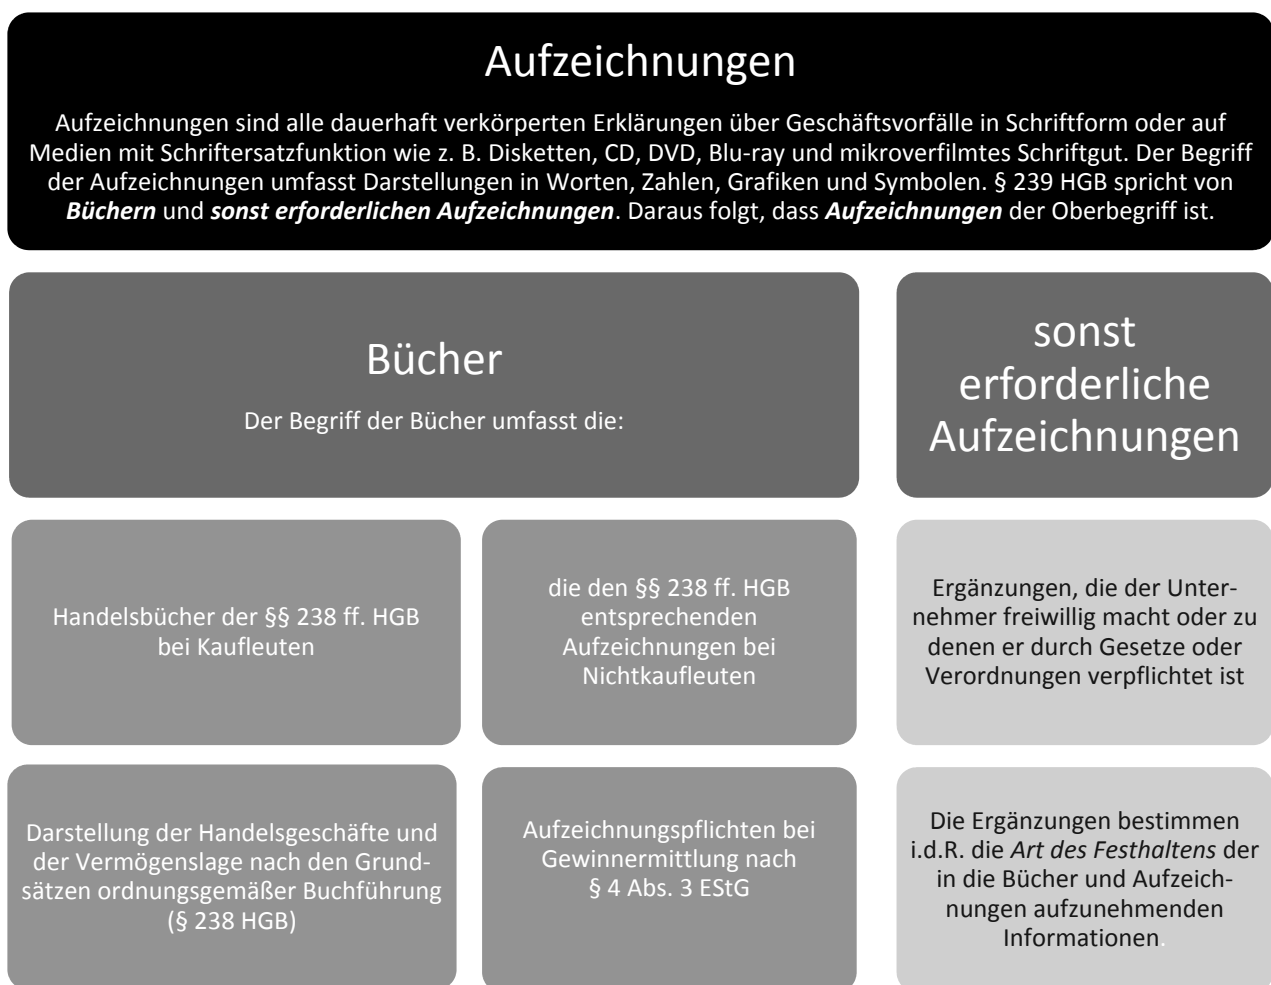 Aufzeichnungen
Aufzeichnungen sind alle dauerhaft verkörperten Erklärungen über Geschäftsvorfälle in Schriftform oder auf
Medien mit Schriftersatzfunktion wie z. B. Disketten, CD, DVD, Blu-ray und mikroverfilmtes Schriftgut. Der Begriff
der Aufzeichnungen umfasst Darstellungen in Worten, Zahlen, Grafiken und Symbolen. § 239 HGB spricht von
Büchern und sonst erforderlichen Aufzeichnungen. Daraus folgt, dass Aufzeichnungen der Oberbegriff ist.
Bücher
Der Begriff der Bücher umfasst die:
sonst
erforderliche
Aufzeichnungen
Handelsbücher der §§ 238 ff. HGB
bei Kaufleuten
die den §§ 238 ff. HGB
entsprechenden
Aufzeichnungen bei
Nichtkaufleuten
Ergänzungen, die der Unter-
nehmer freiwillig macht oder zu
denen er durch Gesetze oder
Verordnungen verpflichtet ist
Darstellung der Handelsgeschäfte und
der Vermögenslage nach den Grund-
sätzen ordnungsgemäßer Buchführung
(§ 238 HGB)
Aufzeichnungspflichten bei
Gewinnermittlung nach
§ 4 Abs. 3 EStG
Die Ergänzungen bestimmen
i.d.R. die Art des Festhaltens der
in die Bücher und Aufzeich-
nungen aufzunehmenden
Informationen.